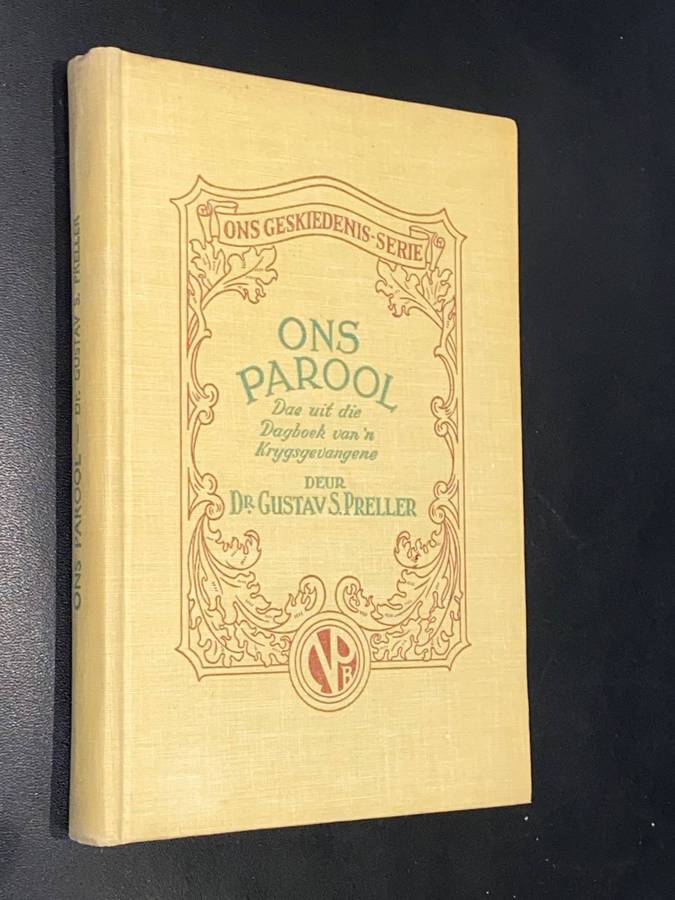 ONS GESKIEDENIS-SERIE
ONS
PAROOL
Dae uit die
Dagboek van 'n
Krygsgevangene
DEUR
DR. GUSTAV S. PRELLER
NPB
ONS PAROOL DR. GUSTAV S. PRELLER